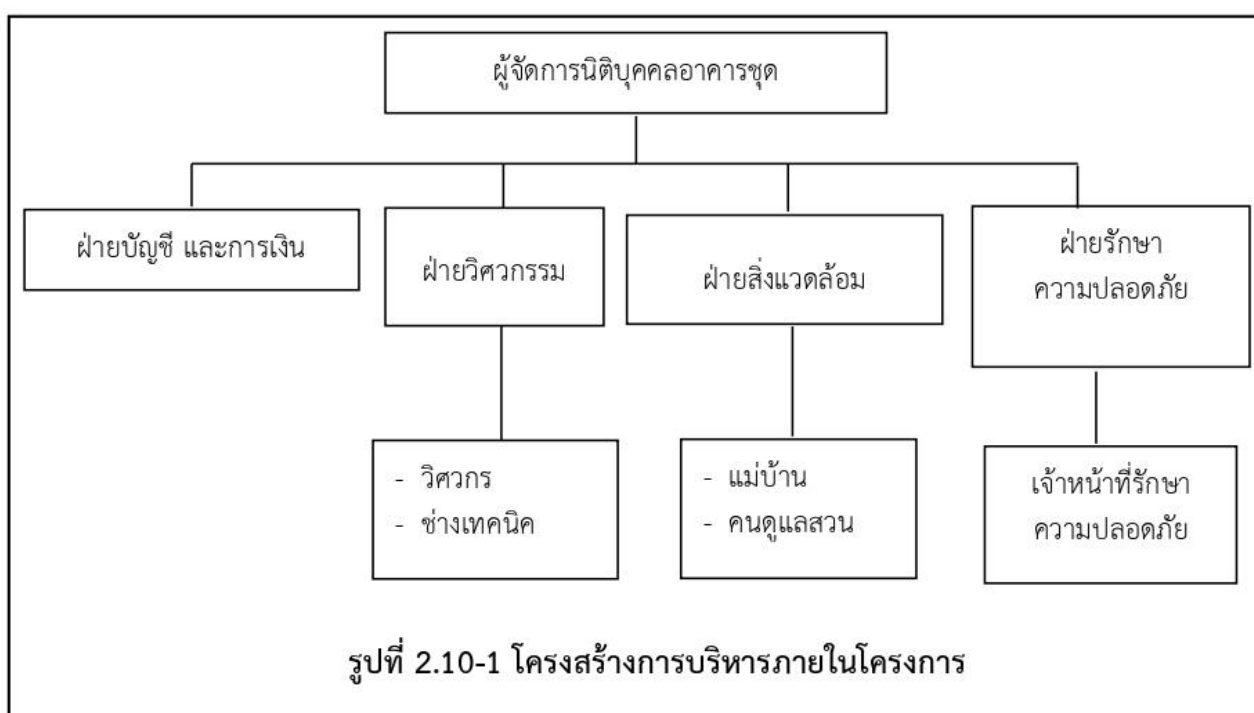 ผู้จัดการนิติบุคคลอาคารชุด
ฝ่ายบัญชี และการเงิน
ฝ่ายวิศวกรรม
ฝ่ายสิ่งแวดล้อม
ฝ่ายรักษา
ความปลอดภัย
- วิศวกร
- ช่างเทคนิค
- แม่บ้าน
- คนดูแลสวน
เจ้าหน้าที่รักษา
ความปลอดภัย
รูปที่ 2.10-1 โครงสร้างการบริหารภายในโครงการ